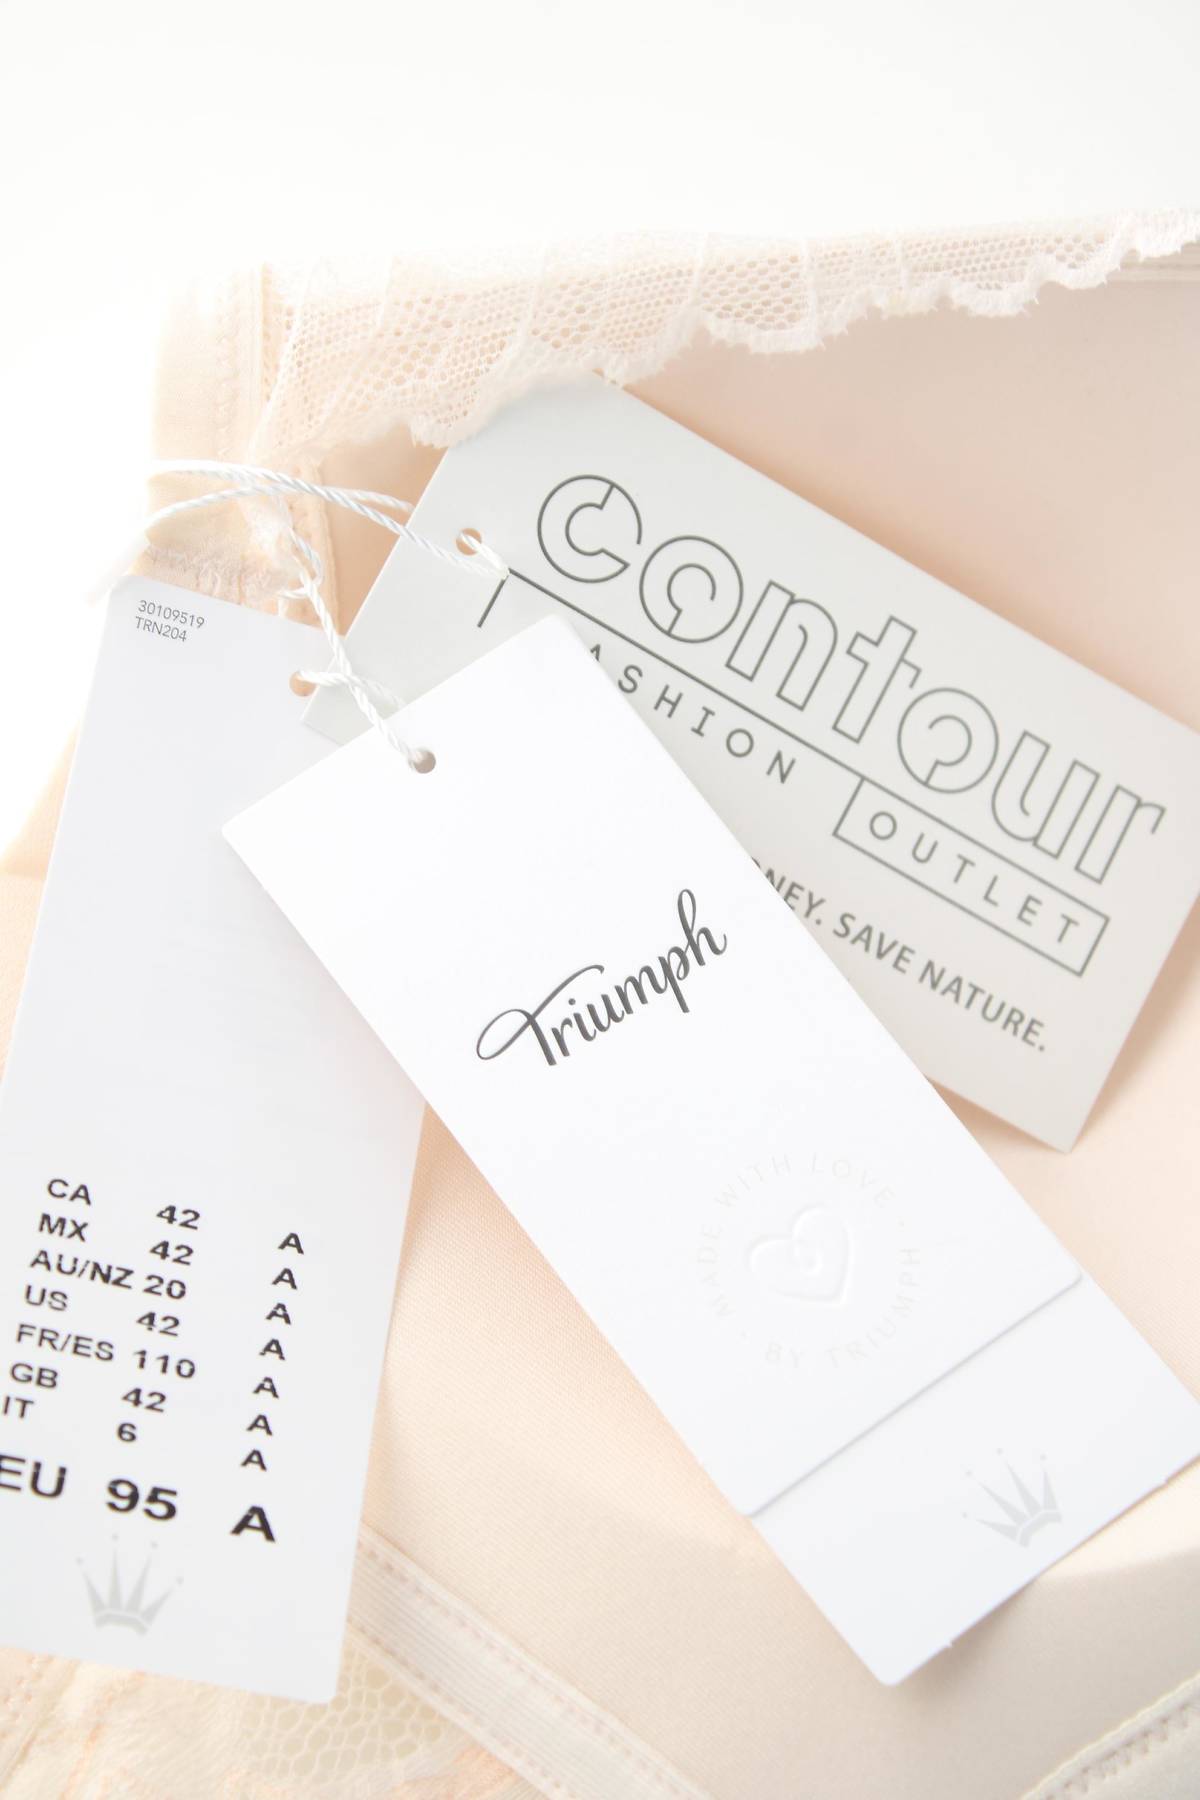 contour
FASHION
OUTLET
SAVE NATURE.
30109519
TRN204
Triumph
MADE WITH LOVE · BY TRIUMPH ·
CA 42 A
MX 42 A
AU/NZ 20 A
US 42 A
FR/ES 110 A
GB 42 A
IT 6 A
EU 95 A